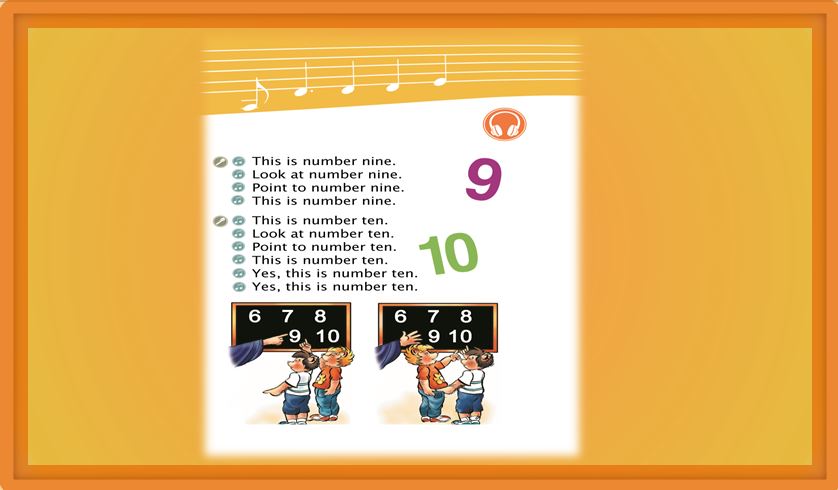 This is number nine.
Look at number nine.
Point to number nine.
This is number nine.
9
This is number ten.
Look at number ten.
Point to number ten.
This is number ten.
Yes, this is number ten.
Yes, this is number ten.
10
6 7 8
9 10
6 7 8
9 10